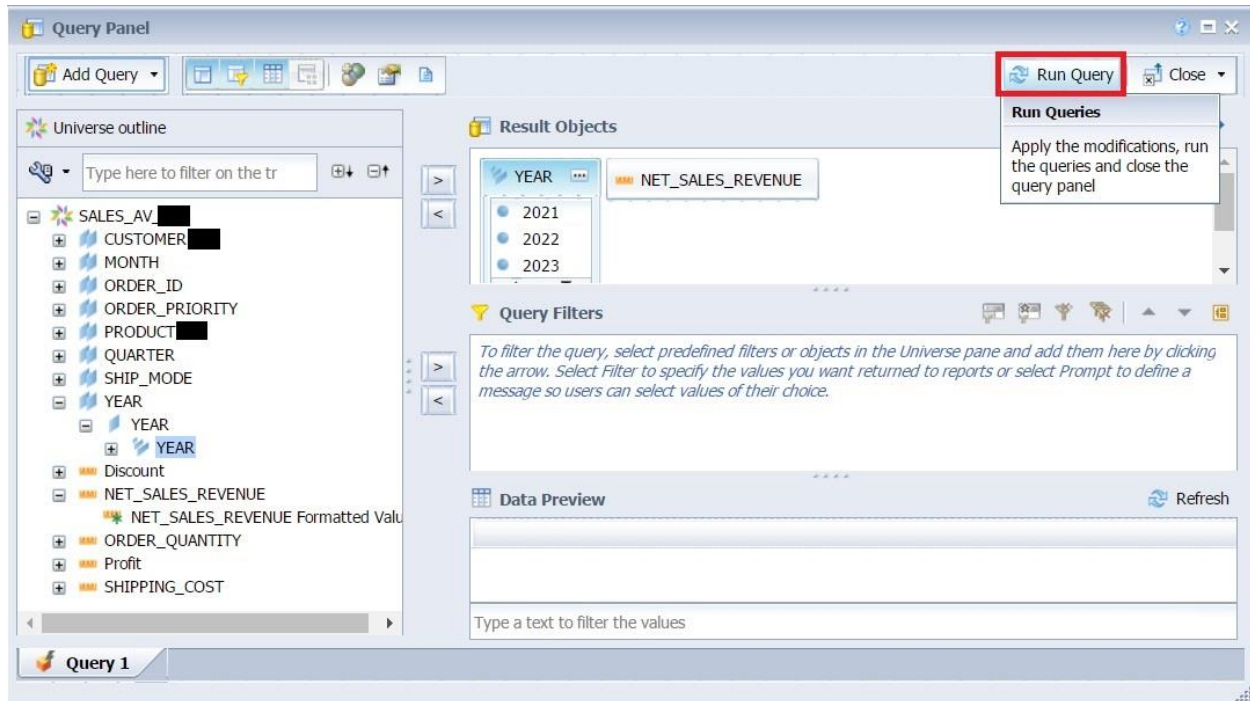 Query Panel
Add Query
Run Query
Close
Run Queries
Apply the modifications, run
the queries and close the
query panel
Universe outline
Type here to filter on the tr
SALES_AV_
CUSTOMER
MONTH
ORDER_ID
ORDER_PRIORITY
PRODUCT
QUARTER
SHIP_MODE
YEAR
YEAR
YEAR
Discount
NET_SALES_REVENUE
NET_SALES_REVENUE Formatted Valu
ORDER_QUANTITY
Profit
SHIPPING_COST
Result Objects
YEAR
NET_SALES_REVENUE
2021
2022
2023
Query Filters
To filter the query, select predefined filters or objects in the Universe pane and add them here by clicking
the arrow. Select Filter to specify the values you want returned to reports or select Prompt to define a
message so users can select values of their choice.
Data Preview
Refresh
Type a text to filter the values
Query 1